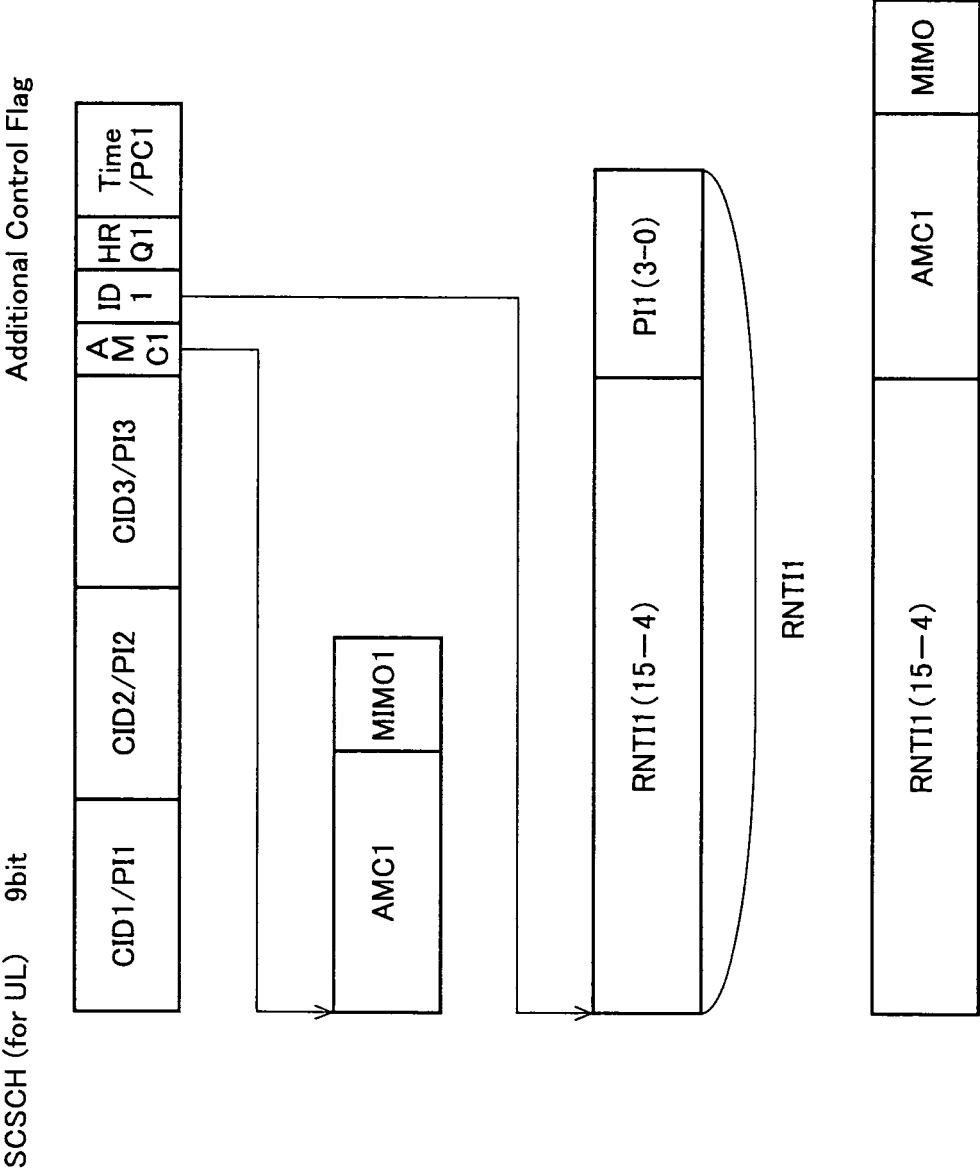 SCSCH (for UL) 9bit Additional Control Flag
CID1/PI1 CID2/PI2 CID3/PI3
A
M
C1
ID
1
HR
Q1
Time
/PC1
AMC1 MIMO1
RNTI1(15－4) PI1(3-0)
RNTI1
RNTI1(15－4) AMC1 MIMO